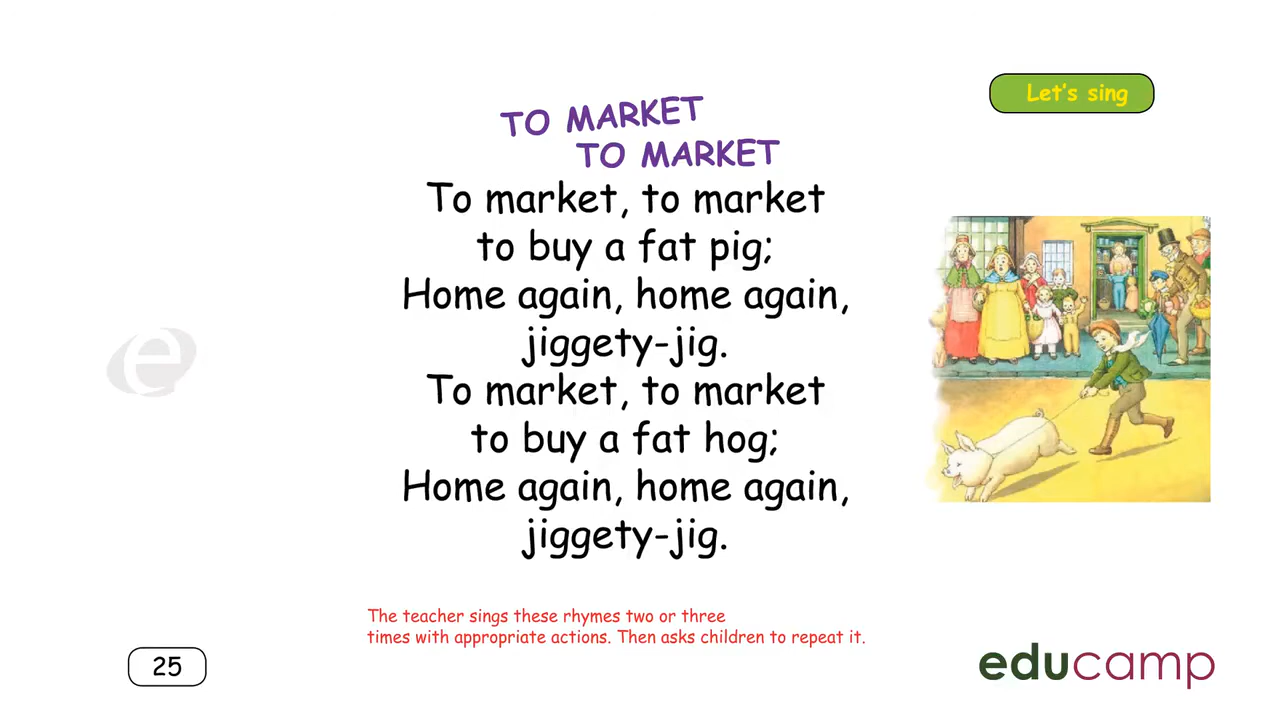 Let's sing
TO MARKET
TO MARKET
To market, to market
to buy a fat pig;
Home again, home again,
jiggety-jig.
To market, to market
to buy a fat hog;
Home again, home again,
jiggety-jig.
The teacher sings these rhymes two or three
times with appropriate actions. Then asks children to repeat it.
25
educamp
e